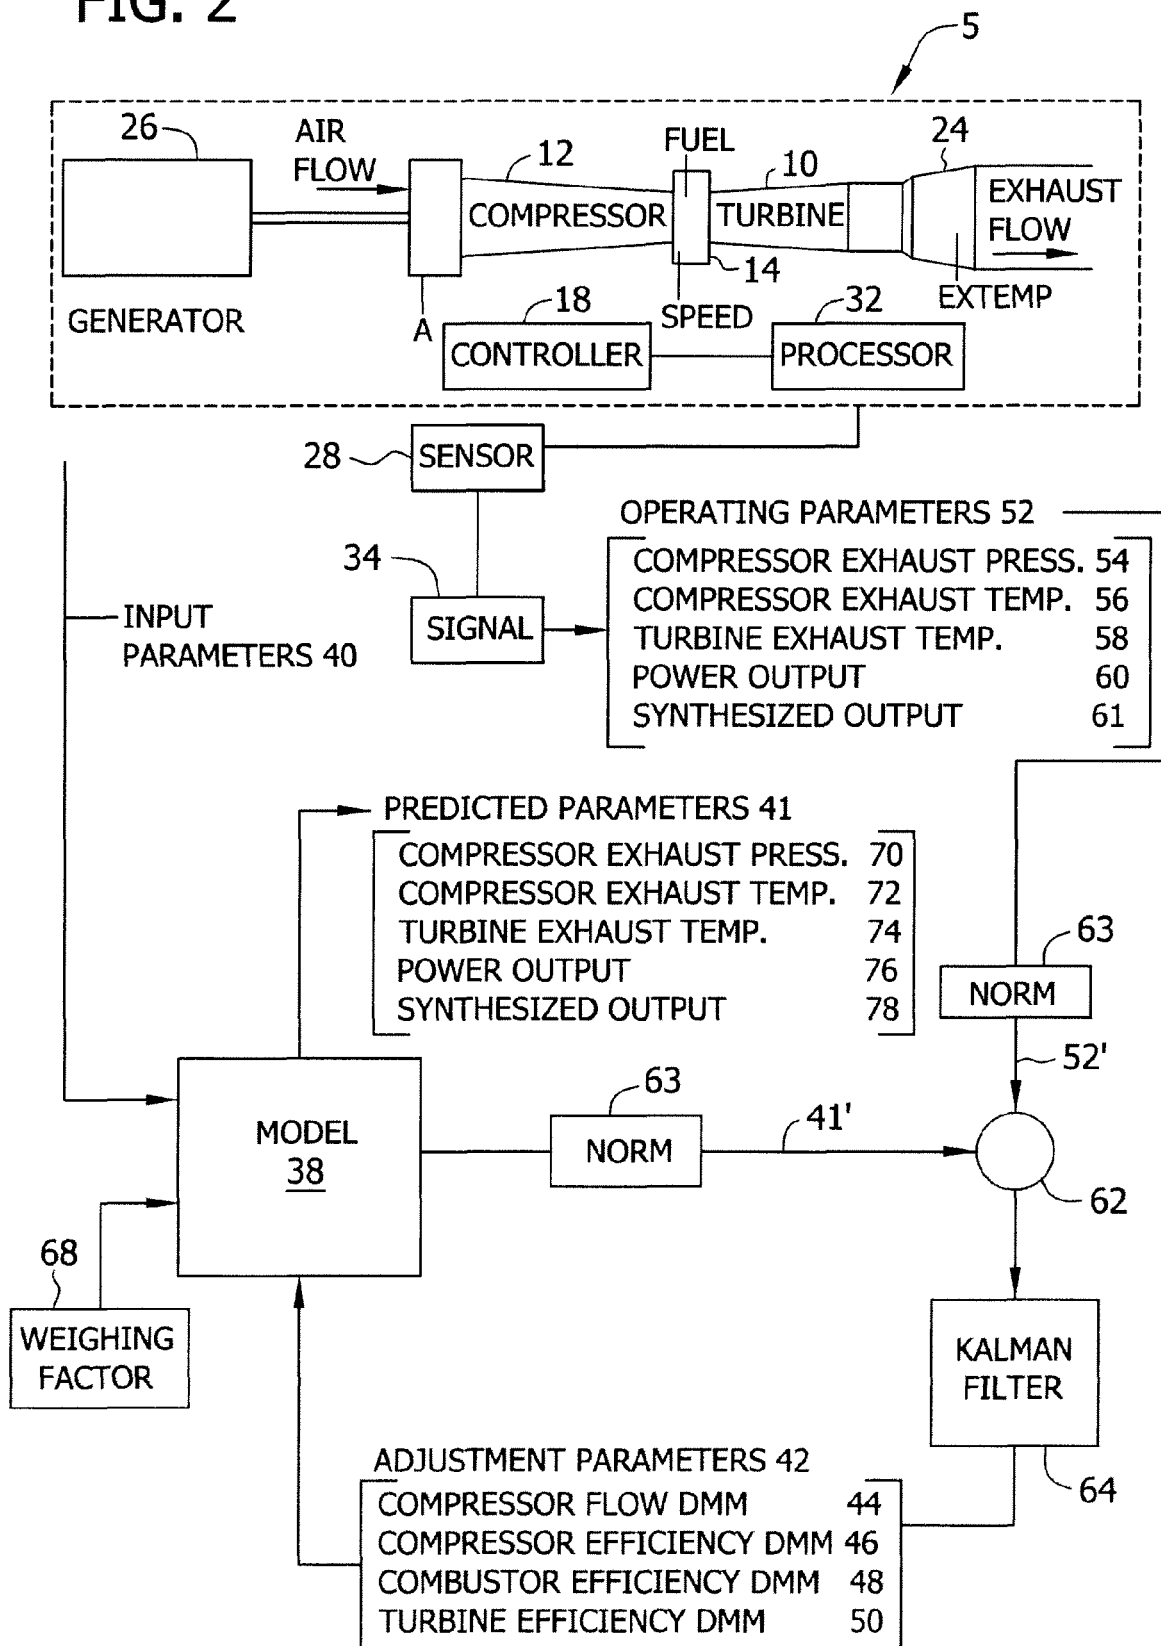 FIG. 2
5
26
AIR
FLOW
12
FUEL
10
24
COMPRESSOR
TURBINE
EXHAUST
FLOW
14
GENERATOR
A
18
SPEED
32
EXTEMP
CONTROLLER
PROCESSOR
28
SENSOR
OPERATING PARAMETERS 52
34
SIGNAL
COMPRESSOR EXHAUST PRESS. 54
COMPRESSOR EXHAUST TEMP. 56
TURBINE EXHAUST TEMP. 58
POWER OUTPUT 60
SYNTHESIZED OUTPUT 61
INPUT
PARAMETERS 40
PREDICTED PARAMETERS 41
COMPRESSOR EXHAUST PRESS. 70
COMPRESSOR EXHAUST TEMP. 72
TURBINE EXHAUST TEMP. 74
POWER OUTPUT 76
SYNTHESIZED OUTPUT 78
63
NORM
52'
MODEL
38
63
NORM
41'
62
68
WEIGHING
FACTOR
KALMAN
FILTER
64
ADJUSTMENT PARAMETERS 42
COMPRESSOR FLOW DMM 44
COMPRESSOR EFFICIENCY DMM 46
COMBUSTOR EFFICIENCY DMM 48
TURBINE EFFICIENCY DMM 50